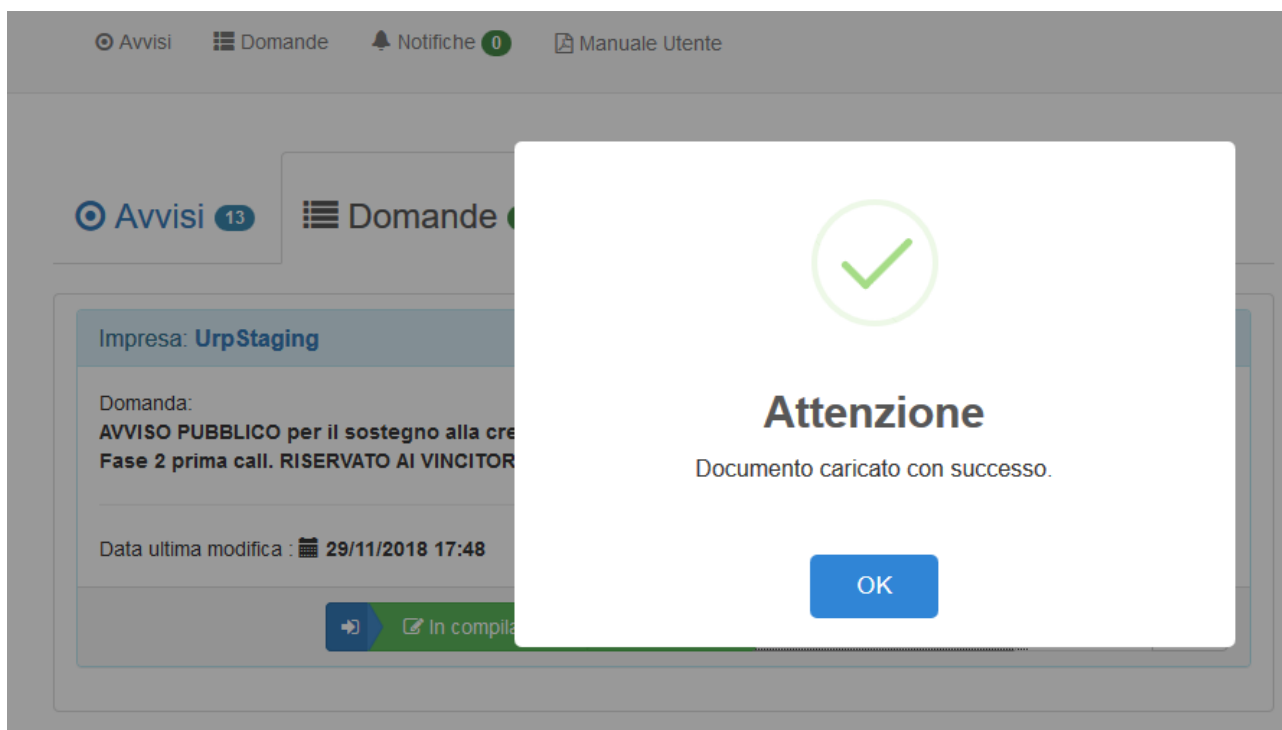 Avvisi Domande Notifiche 0 Manuale Utente
Avvisi 13 Domande
Impresa: UrpStaging
Domanda:
AVVISO PUBBLICO per il sostegno alla cre
Fase 2 prima call. RISERVATO AI VINCITOR
Data ultima modifica : 29/11/2018 17:48
In compila
Attenzione
Documento caricato con successo.
OK